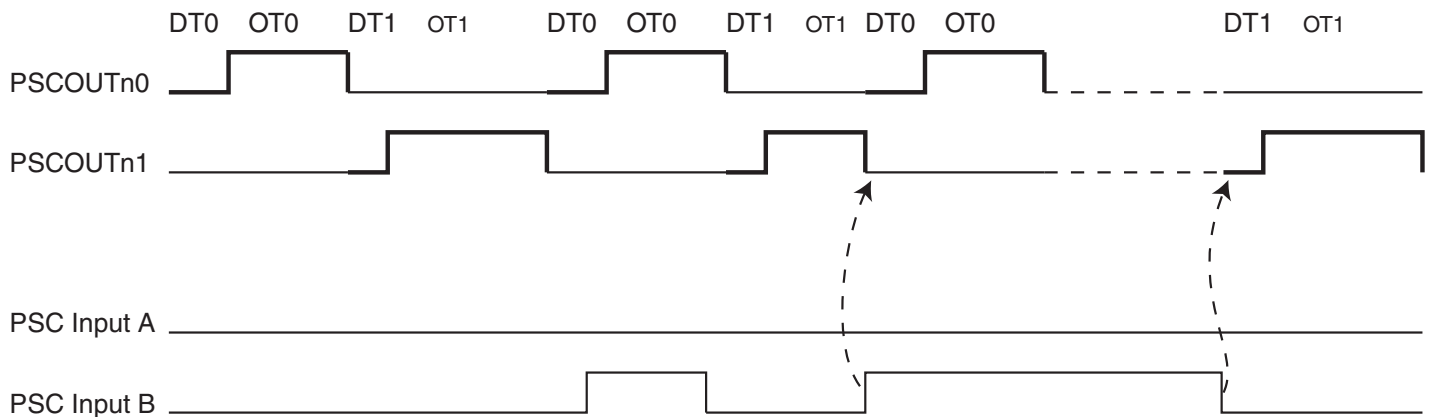 DT0 OT0 DT1 OT1 DT0 OT0 DT1 OT1 DT0 OT0 DT1 OT1
PSCOUTn0
PSCOUTn1
PSC Input A
PSC Input B